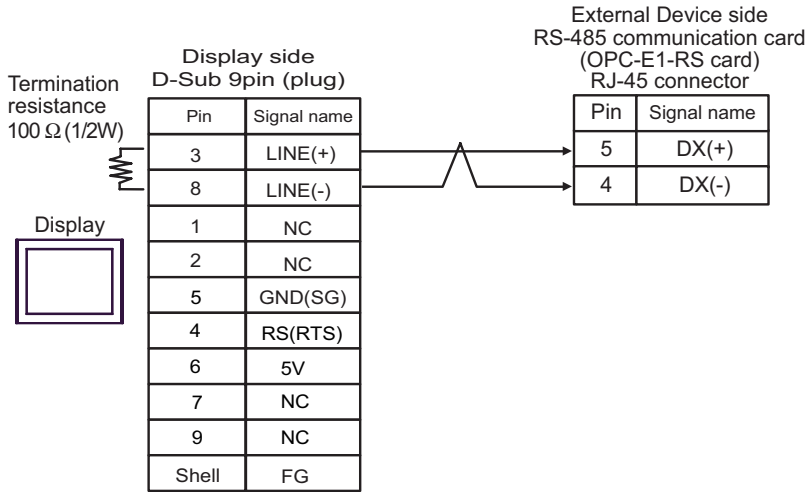 Termination
resistance
100 Ω (1/2W)
Display
Display side
D-Sub 9pin (plug)
Pin Signal name
3 LINE(+)
8 LINE(-)
1 NC
2 NC
5 GND(SG)
4 RS(RTS)
6 5V
7 NC
9 NC
Shell FG
External Device side
RS-485 communication card
(OPC-E1-RS card)
RJ-45 connector
Pin Signal name
5 DX(+)
4 DX(-)